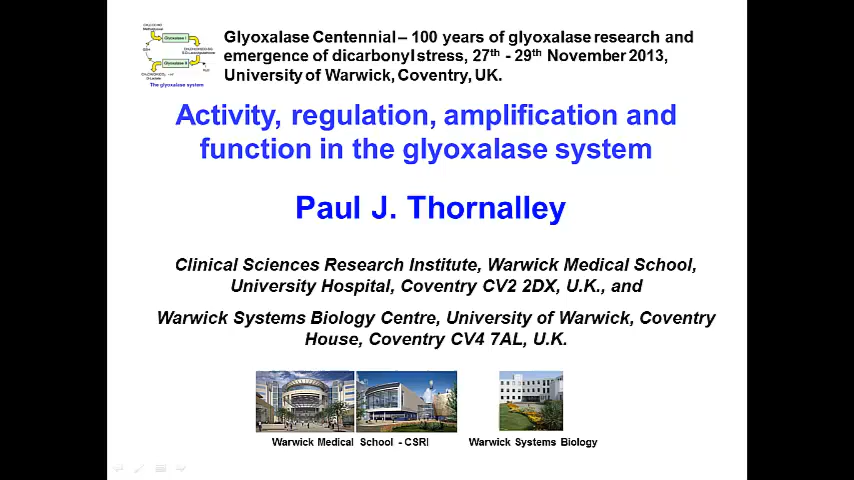 Glyoxalase Centennial – 100 years of glyoxalase research and
emergence of dicarbonyl stress, 27th - 29th November 2013,
University of Warwick, Coventry, UK.
Glyoxalase I
Glyoxalase II
The glyoxalase system
Activity, regulation, amplification and
function in the glyoxalase system
Paul J. Thornalley
Clinical Sciences Research Institute, Warwick Medical School,
University Hospital, Coventry CV2 2DX, U.K., and
Warwick Systems Biology Centre, University of Warwick, Coventry
House, Coventry CV4 7AL, U.K.
Warwick Medical School - CSRI
Warwick Systems Biology